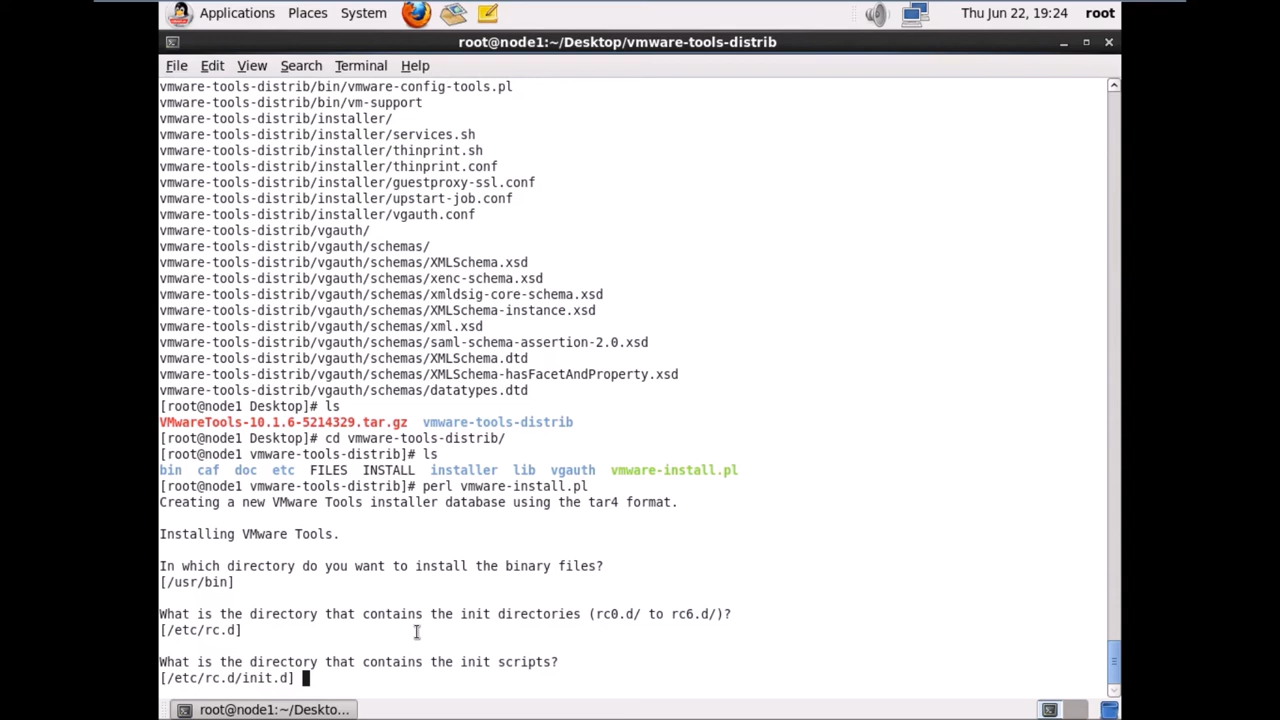 Applications Places System Thu Jun 22, 19:24 root
root@node1:~/Desktop/vmware-tools-distrib
File Edit View Search Terminal Help
vmware-tools-distrib/bin/vmware-config-tools.pl
vmware-tools-distrib/bin/vm-support
vmware-tools-distrib/installer/
vmware-tools-distrib/installer/services.sh
vmware-tools-distrib/installer/thinprint.sh
vmware-tools-distrib/installer/thinprint.conf
vmware-tools-distrib/installer/guestproxy-ssl.conf
vmware-tools-distrib/installer/upstart-job.conf
vmware-tools-distrib/installer/vgauth.conf
vmware-tools-distrib/vgauth/
vmware-tools-distrib/vgauth/schemas/
vmware-tools-distrib/vgauth/schemas/XMLSchema.xsd
vmware-tools-distrib/vgauth/schemas/xenc-schema.xsd
vmware-tools-distrib/vgauth/schemas/xmldsig-core-schema.xsd
vmware-tools-distrib/vgauth/schemas/XMLSchema-instance.xsd
vmware-tools-distrib/vgauth/schemas/xml.xsd
vmware-tools-distrib/vgauth/schemas/saml-schema-assertion-2.0.xsd
vmware-tools-distrib/vgauth/schemas/XMLSchema.dtd
vmware-tools-distrib/vgauth/schemas/XMLSchema-hasFacetAndProperty.xsd
vmware-tools-distrib/vgauth/schemas/datatypes.dtd
[root@node1 Desktop]# ls
VMwareTools-10.1.6-5214329.tar.gz vmware-tools-distrib
[root@node1 Desktop]# cd vmware-tools-distrib/
[root@node1 vmware-tools-distrib]# ls
bin caf doc etc FILES INSTALL installer lib vgauth vmware-install.pl
[root@node1 vmware-tools-distrib]# perl vmware-install.pl
Creating a new VMware Tools installer database using the tar4 format.
Installing VMware Tools.
In which directory do you want to install the binary files?
[/usr/bin]
What is the directory that contains the init directories (rc0.d/ to rc6.d/)?
[/etc/rc.d]
What is the directory that contains the init scripts?
[/etc/rc.d/init.d]
root@node1:~/Deskto...